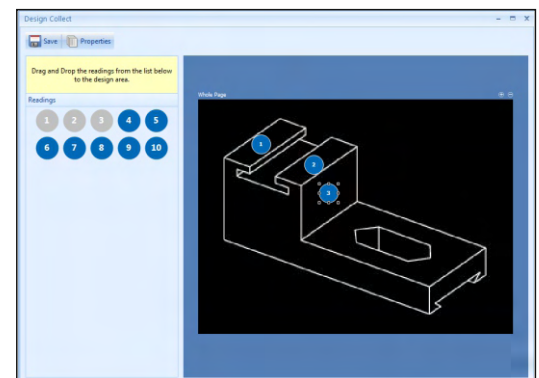 Design Collect
Save Properties
Drag and Drop the readings from the list below
to the design area.
Readings
1 2 3 4 5
6 7 8 9 10
Whole Page
1
2
3